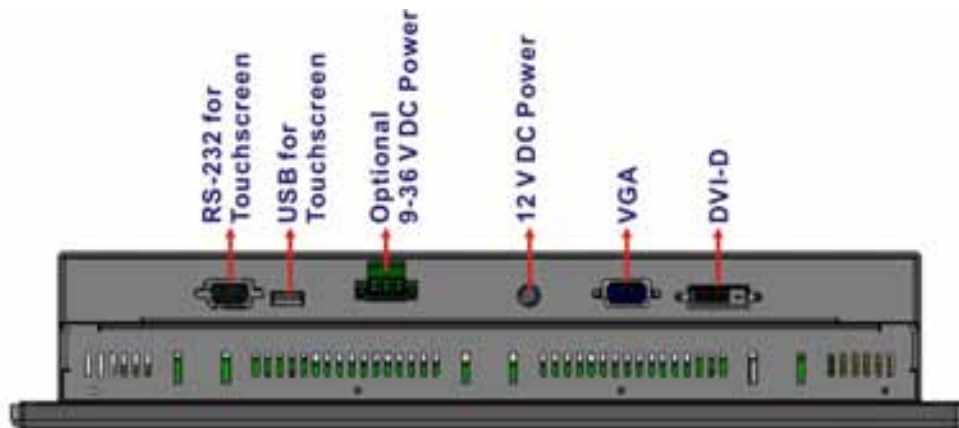 RS-232 for
Touchscreen
USB for
Touchscreen
Optional
9-36 V DC Power
12 V DC Power
VGA
DVI-D